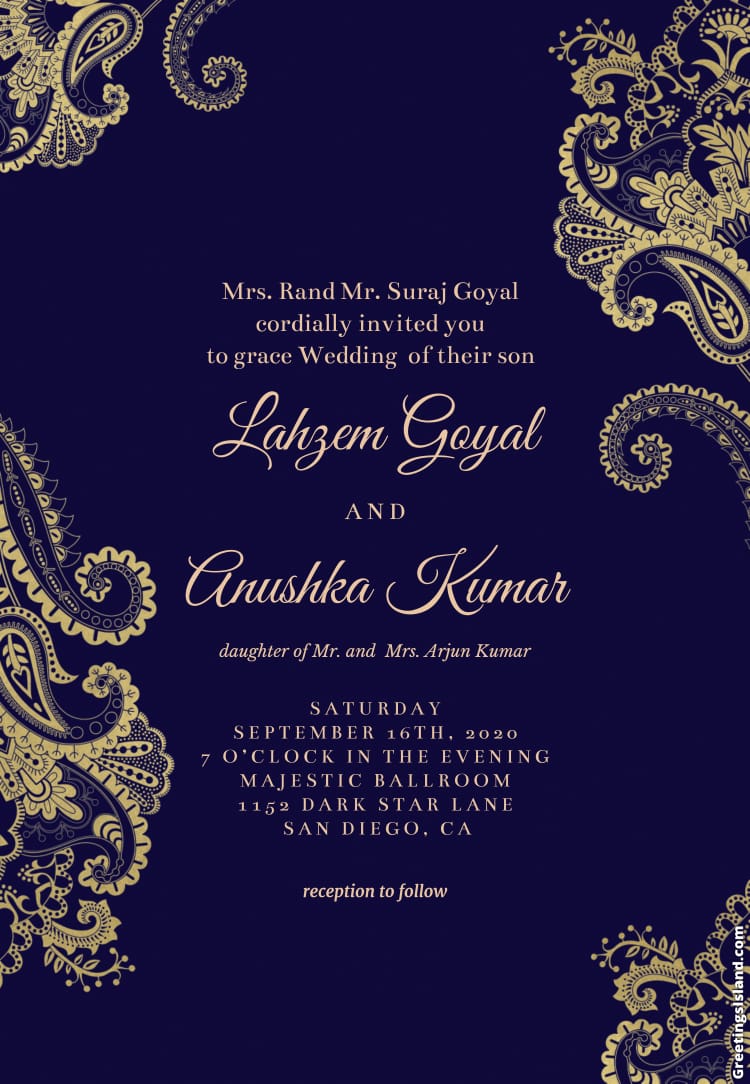 Mrs. Rand Mr. Suraj Goyal
cordially invited you
to grace Wedding of their son
Lahzem Goyal
AND
Anushka Kumar
daughter of Mr. and Mrs. Arjun Kumar
SATURDAY
SEPTEMBER 16TH, 2020
7 O'CLOCK IN THE EVENING
MAJESTIC BALLROOM
1152 DARK STAR LANE
SAN DIEGO, CA
reception to follow
GreetingsIsland.com